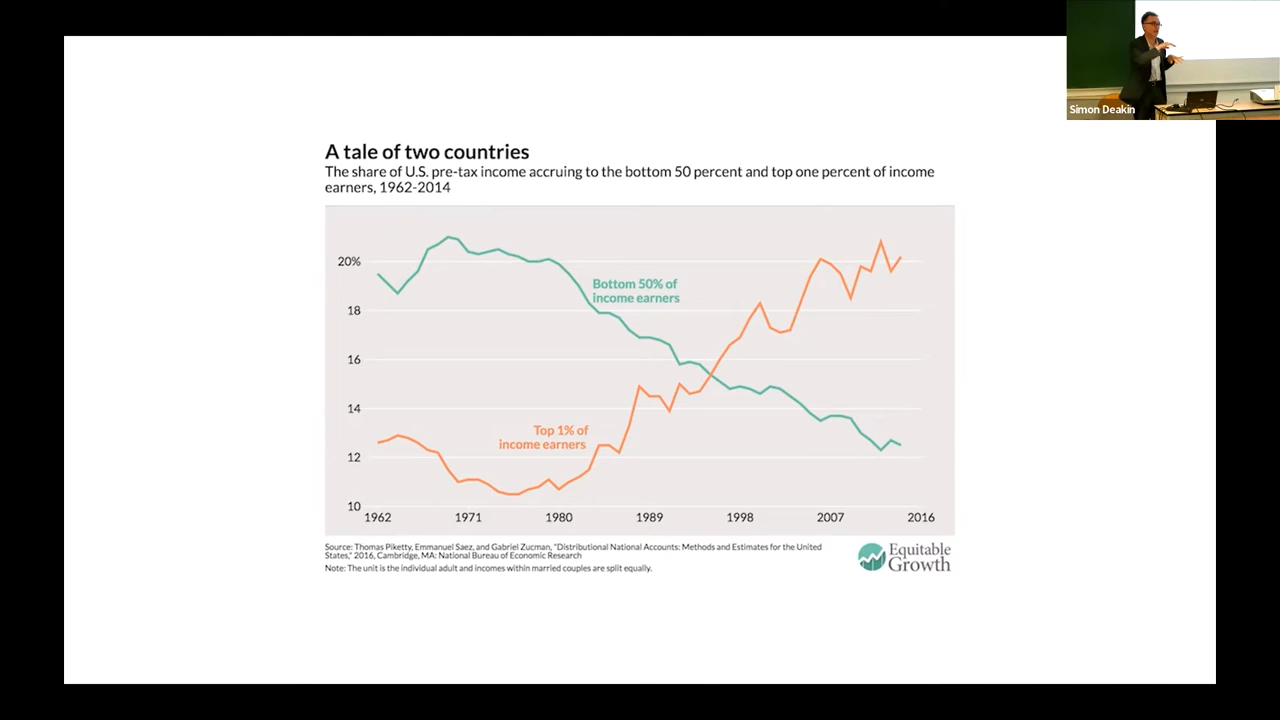 Simon Deakin
A tale of two countries
The share of U.S. pre-tax income accruing to the bottom 50 percent and top one percent of income
earners, 1962-2014
20%
18
16
14
12
10
Bottom 50% of
income earners
Top 1% of
income earners
1962 1971 1980 1989 1998 2007 2016
Source: Thomas Piketty, Emmanuel Saez, and Gabriel Zucman, "Distributional National Accounts: Methods and Estimates for the United
States," 2016, Cambridge, MA: National Bureau of Economic Research
Note: The unit is the individual adult and incomes within married couples are split equally.
Equitable
Growth